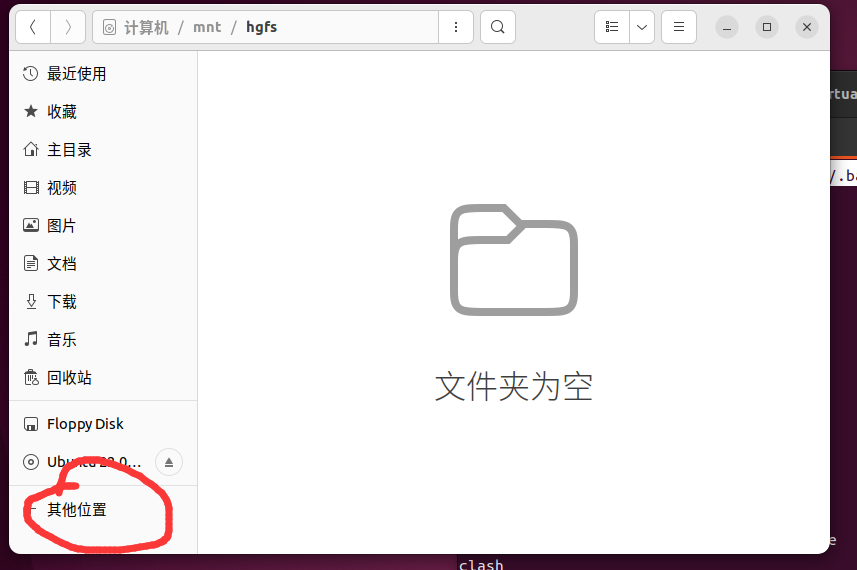 计算机 / mnt / hgfs
最近使用
收藏
主目录
视频
图片
文档
下载
音乐
回收站
Floppy Disk
Ubuntu 22.0...
其他位置
文件夹为空
rtua
/.ba
e
clash